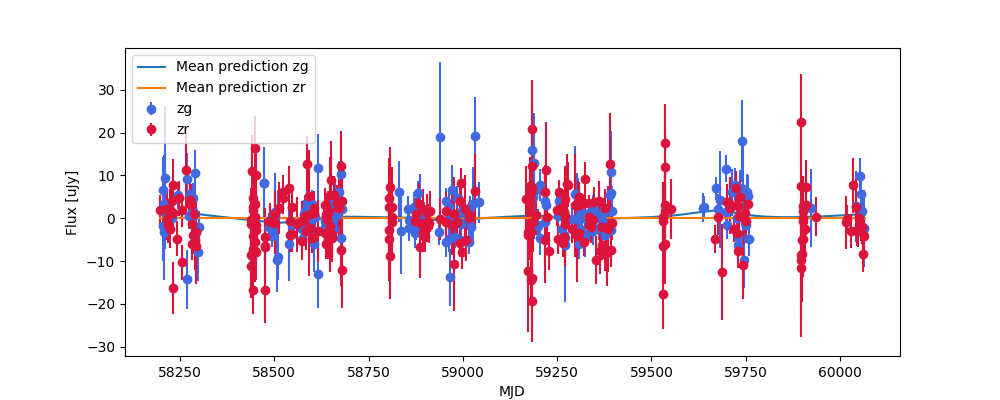 Mean prediction zg
Mean prediction zr
zg
zr
30
20
10
0
−10
−20
−30
Flux [uJy]
58250
58500
58750
59000
59250
59500
59750
60000
MJD